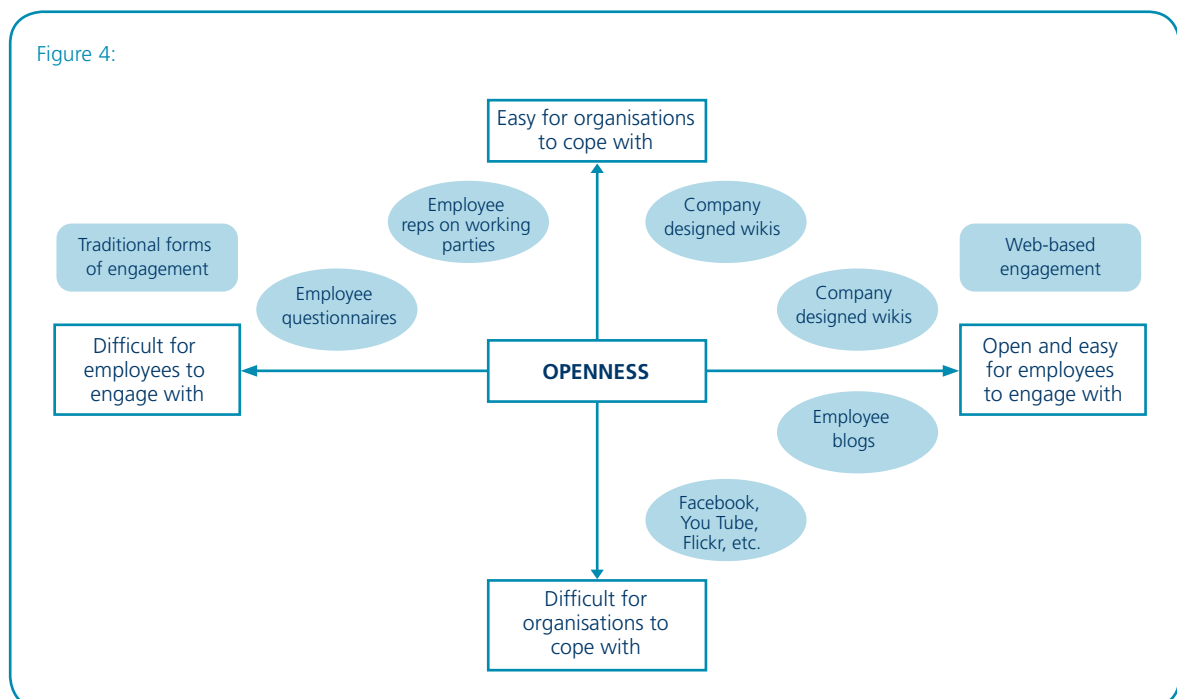 Figure 4:
Easy for organisations
to cope with
Employee
reps on working
parties
Company
designed wikis
Traditional forms
of engagement
Web-based
engagement
Employee
questionnaires
Company
designed wikis
Difficult for
employees to
engage with
OPENNESS
Open and easy
for employees
to engage with
Employee
blogs
Facebook,
You Tube,
Flickr, etc.
Difficult for
organisations to
cope with